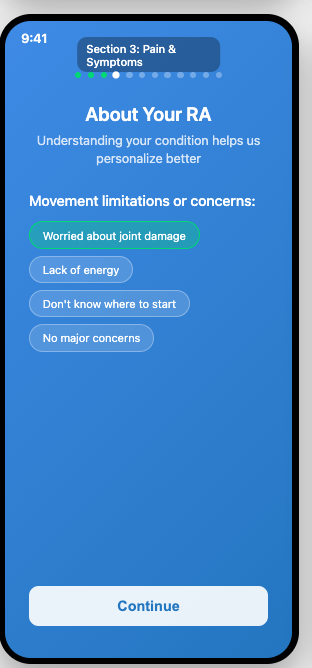 9:41
Section 3: Pain &
Symptoms
About Your RA
Understanding your condition helps us
personalize better
Movement limitations or concerns:
Worried about joint damage
Lack of energy
Don't know where to start
No major concerns
Continue